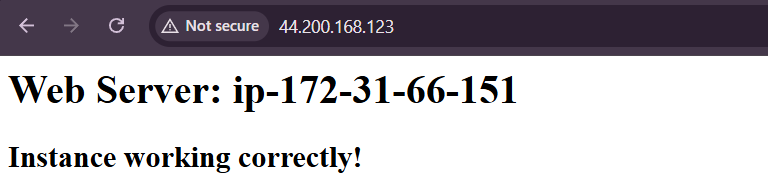 Not secure 44.200.168.123
Web Server: ip-172-31-66-151
Instance working correctly!